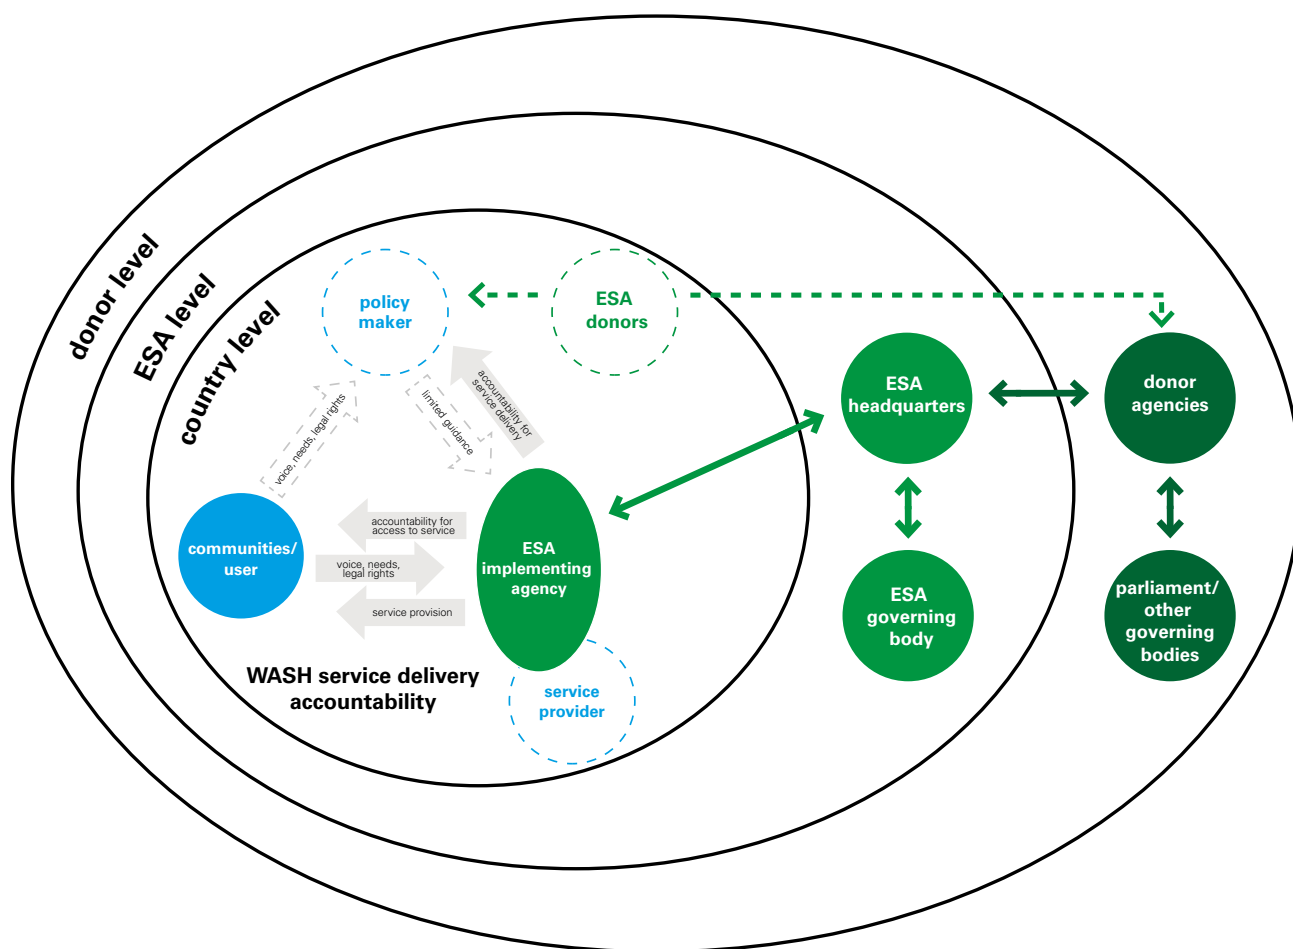 donor level
ESA level
country level
policy
maker
ESA
donors
accountability for
service delivery
limited guidance
voice, needs, legal rights
ESA
headquarters
donor
agencies
communities/
user
accountability for
access to service
voice, needs,
legal rights
service provision
ESA
implementing
agency
ESA
governing
body
parliament/
other
governing
bodies
WASH service delivery
accountability
service
provider